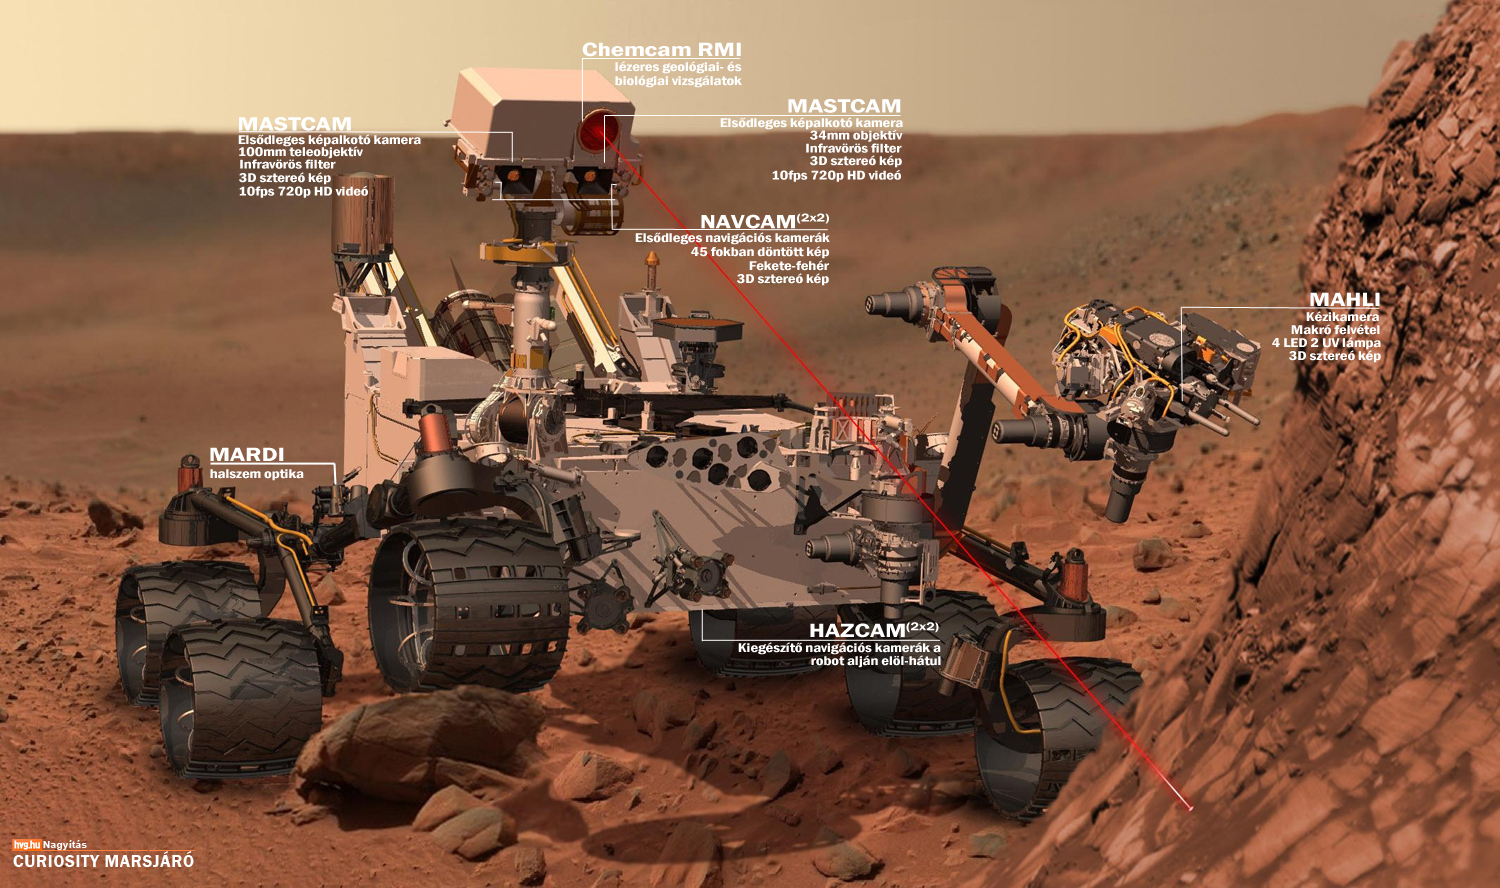 Chemcam RMI
lézeres geológiai- és
biológiai vizsgálatok
MASTCAM
Elsődleges képalkotó kamera
100mm teleobjektív
Infravörös filter
3D sztereó kép
10fps 720p HD videó
MASTCAM
Elsődleges képalkotó kamera
34mm objektív
Infravörös filter
3D sztereó kép
10fps 720p HD videó
NAVCAM(2x2)
Elsődleges navigációs kamerák
45 fokban döntött kép
Fekete-fehér
3D sztereó kép
MAHLI
Kézikamera
Makró felvétel
4 LED 2 UV lámpa
3D sztereó kép
MARDI
halszem optika
HAZCAM(2x2)
Kiegészítő navigációs kamerák a
robot alján elöl-hátul
hvg.hu Nagyítás
CURIOSITY MARSJÁRÓ